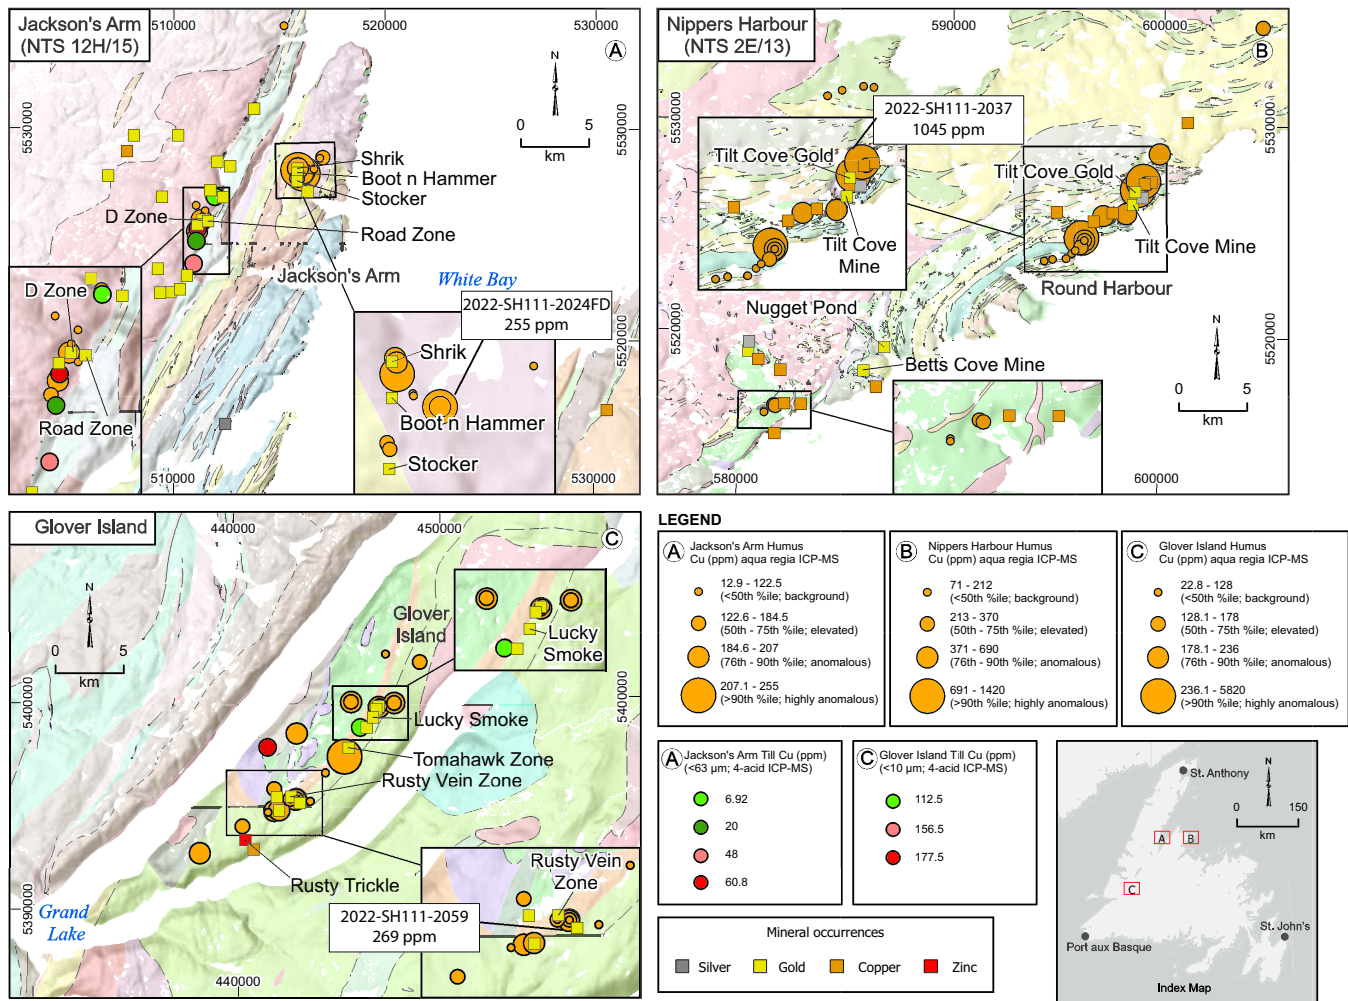 Jackson's Arm
(NTS 12H/15)
510000
520000
530000
A
N
0
5
km
5530000
5530000
Shrik
Boot n Hammer
Stocker
D Zone
Road Zone
Jackson's Arm
White Bay
2022-SH111-2024FD
255 ppm
D Zone
Road Zone
Shrik
Boot n Hammer
Stocker
5520000
510000
530000
Nippers Harbour
(NTS 2E/13)
590000
600000
B
2022-SH111-2037
1045 ppm
N
0
5
km
5530000
5530000
Tilt Cove Gold
Tilt Cove
Mine
Tilt Cove Gold
Tilt Cove Mine
Round Harbour
Nugget Pond
Betts Cove Mine
5520000
5520000
N
0
5
km
580000
600000
Glover Island
440000
450000
C
N
0
5
km
Glover
Island
Lucky
Smoke
5400000
5400000
Lucky Smoke
Tomahawk Zone
Rusty Vein Zone
Rusty Trickle
Rusty Vein
Zone
2022-SH111-2059
269 ppm
5390000
Grand
Lake
440000
LEGEND
A Jackson's Arm Humus
Cu (ppm) aqua regia ICP-MS
12.9 - 122.5
(<50th %ile; background)
122.6 - 184.5
(50th - 75th %ile; elevated)
184.6 - 207
(76th - 90th %ile; anomalous)
207.1 - 255
(>90th %ile; highly anomalous)
B Nippers Harbour Humus
Cu (ppm) aqua regia ICP-MS
71 - 212
(<50th %ile; background)
213 - 370
(50th - 75th %ile; elevated)
371 - 690
(76th - 90th %ile; anomalous)
691 - 1420
(>90th %ile; highly anomalous)
C Glover Island Humus
Cu (ppm) aqua regia ICP-MS
22.8 - 128
(<50th %ile; background)
128.1 - 178
(50th - 75th %ile; elevated)
178.1 - 236
(76th - 90th %ile; anomalous)
236.1 - 5820
(>90th %ile; highly anomalous)
A Jackson's Arm Till Cu (ppm)
(<63 µm; 4-acid ICP-MS)
6.92
20
48
60.8
C Glover Island Till Cu (ppm)
(<10 µm; 4-acid ICP-MS)
112.5
156.5
177.5
Mineral occurrences
Silver
Gold
Copper
Zinc
N
St. Anthony
0
150
km
A
B
C
St. John's
Port aux Basque
Index Map